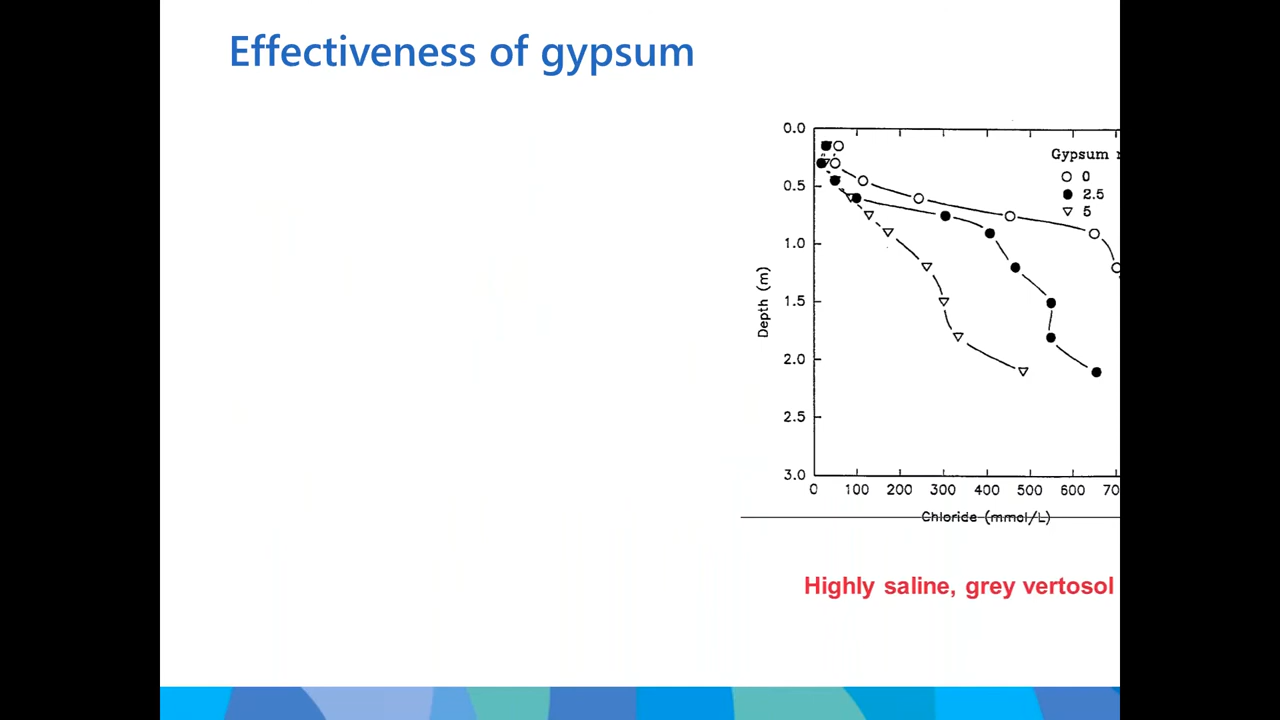 Effectiveness of gypsum
0.0
Gypsum
0
2.5
5
0.5
1.0
1.5
2.0
2.5
3.0
Depth (m)
0 100 200 300 400 500 600 70
Chloride (mmol/L)
Highly saline, grey vertosol